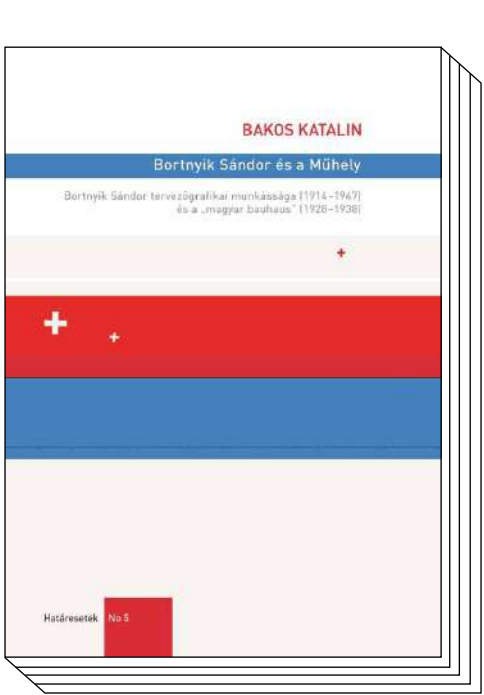 BAKOS KATALIN
Bortnyik Sándor és a Műhely
Bortnyik Sándor tervezőgrafikai munkássága (1914–1947)
és a „magyar bauhaus” (1928–1938)
Határesetek No 5